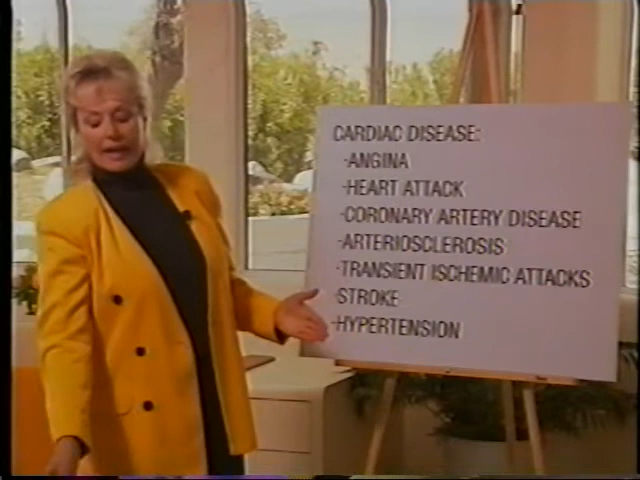 CARDIAC DISEASE:
-ANGINA
-HEART ATTACK
-CORONARY ARTERY DISEASE
-ARTERIOSCLEROSIS
-TRANSIENT ISCHEMIC ATTACKS
-STROKE
-HYPERTENSION